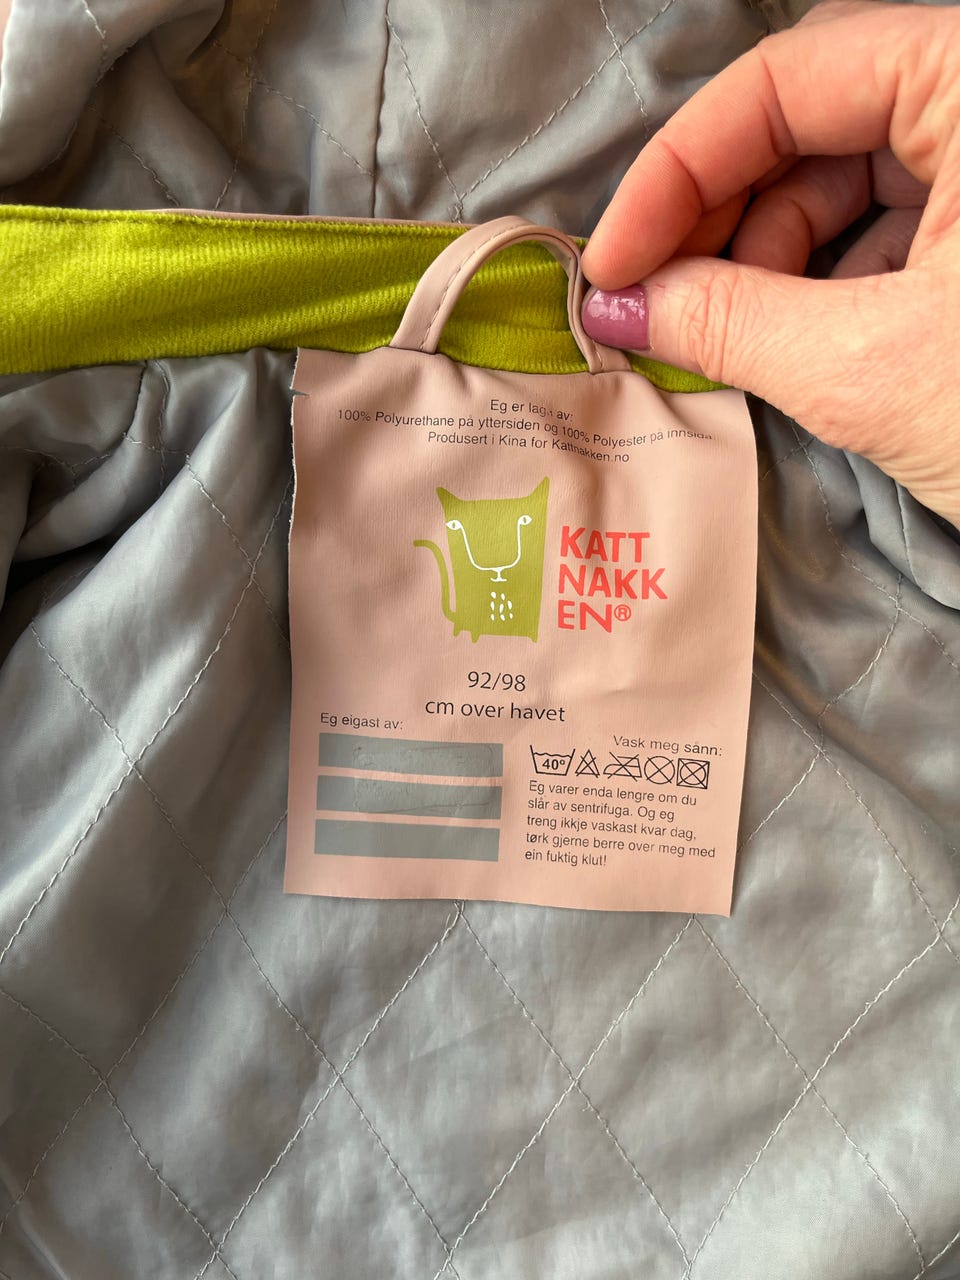 Eg er laga av:
100% Polyurethane på yttersiden og 100% Polyester på innsida
Produsert i Kina for Kattnakken.no
KATT
NAKK
EN®
92/98
cm over havet
Eg eigast av:
Vask meg sånn:
40°
Eg varer enda lengre om du
slår av sentrifuga. Og eg
treng ikkje vaskast kvar dag,
tørk gjerne berre over meg med
ein fuktig klut!